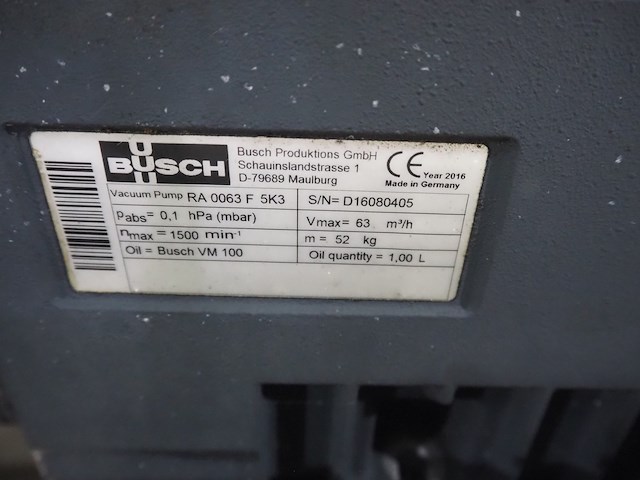 BUSCH
Busch Produktions GmbH
Schauinslandstrasse 1
D-79689 Maulburg
CE Year 2016
Made in Germany
Vacuum Pump RA 0063 F 5K3
S/N= D16080405
Pabs= 0,1 hPa (mbar)
Vmax= 63 m³/h
nmax = 1500 min-1
m = 52 kg
Oil = Busch VM 100
Oil quantity = 1,00 L